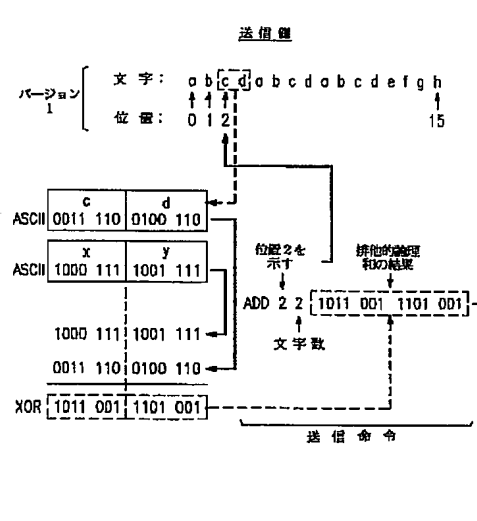 送信側
バージョン
1
文字: a b c d a b c d a b c d e f g h
位置: 0 1 2 15
c d
ASCII 0011 110 0100 110
x y
ASCII 1000 111 1001 111
位置2を
示す
排他的論理
和の結果
ADD 2 2 1011 001 1101 001
文字数
1000 111 1001 111
0011 110 0100 110
XOR 1011 001 1101 001
送信命令